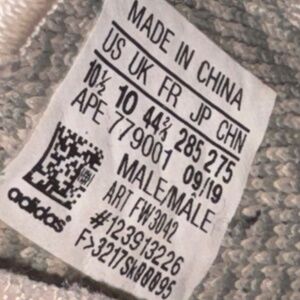 MADE IN CHINA
US UK FR JP CHN
10½ 10 44⅔ 285 275
APE 779001 09/19
MALE/MALE
ART FW3042
#123913226
F>3217SK00095
adidas